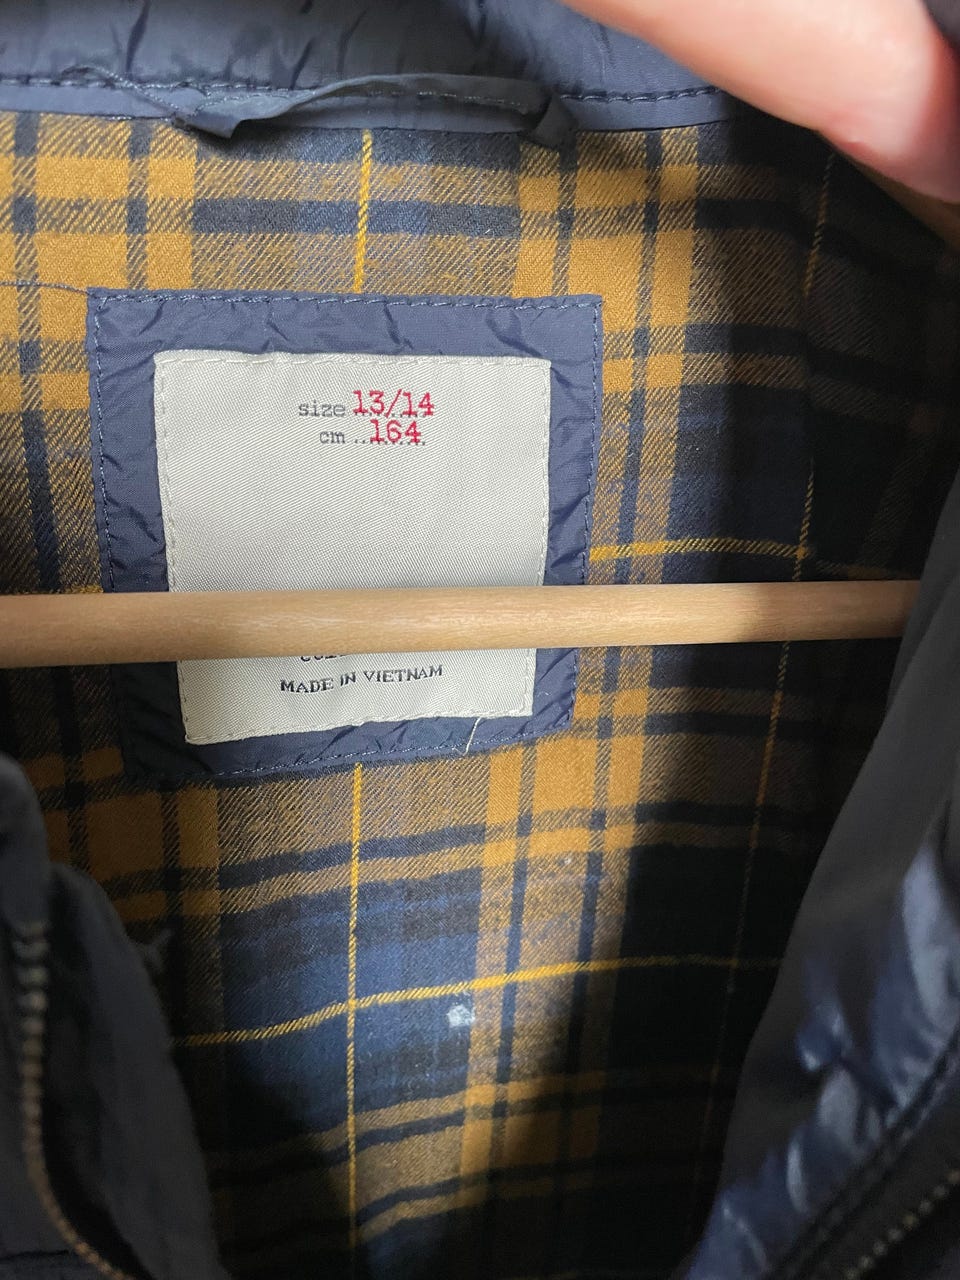 size 13/14
cm 164
MADE IN VIETNAM